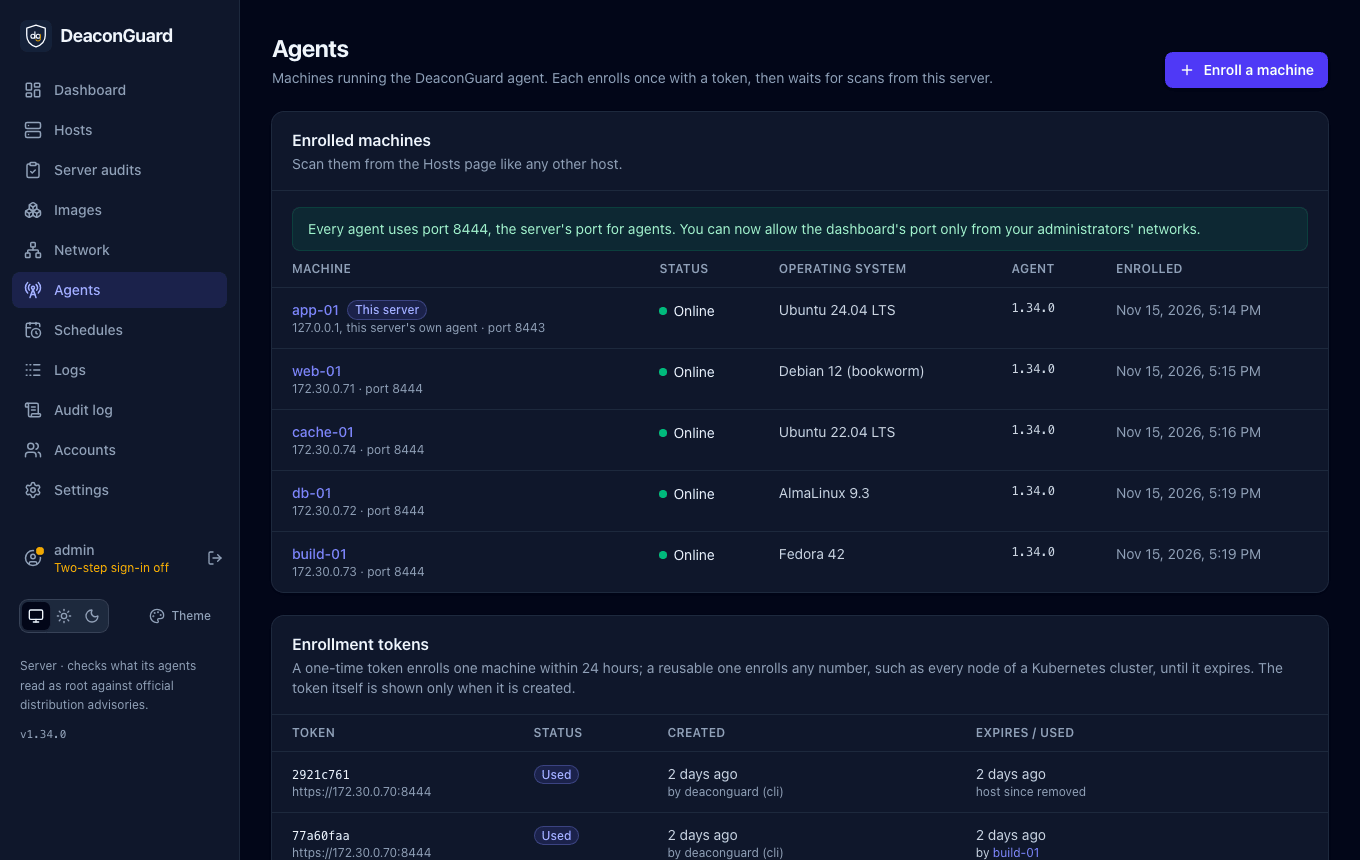 dg DeaconGuard
Dashboard
Hosts
Server audits
Images
Network
Agents
Schedules
Logs
Audit log
Accounts
Settings
admin
Two-step sign-in off
Theme
Server · checks what its agents
read as root against official
distribution advisories.
v1.34.0
Agents
Machines running the DeaconGuard agent. Each enrolls once with a token, then waits for scans from this server.
Enroll a machine
Enrolled machines
Scan them from the Hosts page like any other host.
Every agent uses port 8444, the server's port for agents. You can now allow the dashboard's port only from your administrators' networks.
MACHINE STATUS OPERATING SYSTEM AGENT ENROLLED
app-01 This server Online Ubuntu 24.04 LTS 1.34.0 Nov 15, 2026, 5:14 PM
127.0.0.1, this server's own agent · port 8443
web-01 Online Debian 12 (bookworm) 1.34.0 Nov 15, 2026, 5:15 PM
172.30.0.71 · port 8444
cache-01 Online Ubuntu 22.04 LTS 1.34.0 Nov 15, 2026, 5:16 PM
172.30.0.74 · port 8444
db-01 Online AlmaLinux 9.3 1.34.0 Nov 15, 2026, 5:19 PM
172.30.0.72 · port 8444
build-01 Online Fedora 42 1.34.0 Nov 15, 2026, 5:19 PM
172.30.0.73 · port 8444
Enrollment tokens
A one-time token enrolls one machine within 24 hours; a reusable one enrolls any number, such as every node of a Kubernetes cluster, until it expires. The
token itself is shown only when it is created.
TOKEN STATUS CREATED EXPIRES / USED
2921c761 Used 2 days ago 2 days ago
https://172.30.0.70:8444 by deaconguard (cli) host since removed
77a60faa Used 2 days ago 2 days ago
https://172.30.0.70:8444 by deaconguard (cli) by build-01